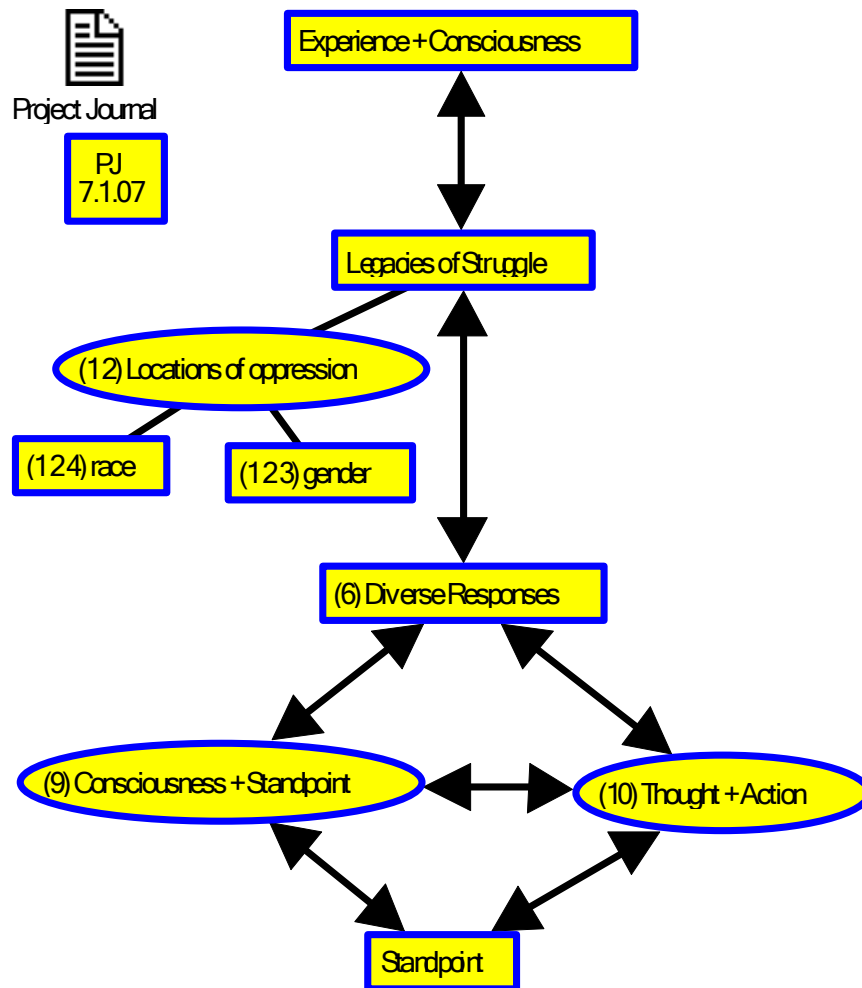 Experience + Consciousness
Project Journal
PJ
7.1.07
Legacies of Struggle
(12) Locations of oppression
(124) race
(123) gender
(6) Diverse Responses
(9) Consciousness + Standpoint
(10) Thought + Action
Standpoint